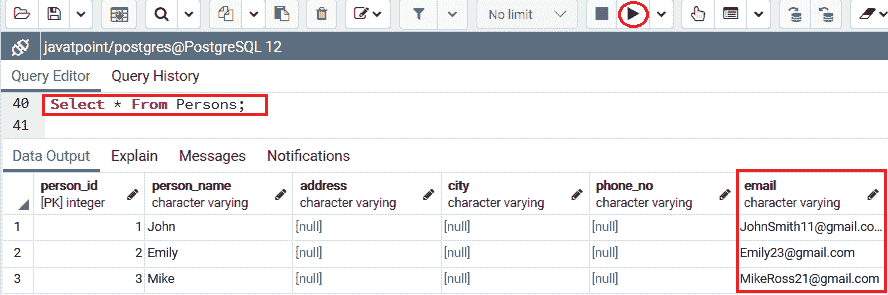 No limit
javatpoint/postgres@PostgreSQL 12
Query Editor Query History
40 Select * From Persons;
41
Data Output Explain Messages Notifications
person_id person_name address city phone_no email
[PK] integer character varying character varying character varying character varying character varying
1 1 John [null] [null] [null] JohnSmith11@gmail.co...
2 2 Emily [null] [null] [null] Emily23@gmail.com
3 3 Mike [null] [null] [null] MikeRoss21@gmail.com